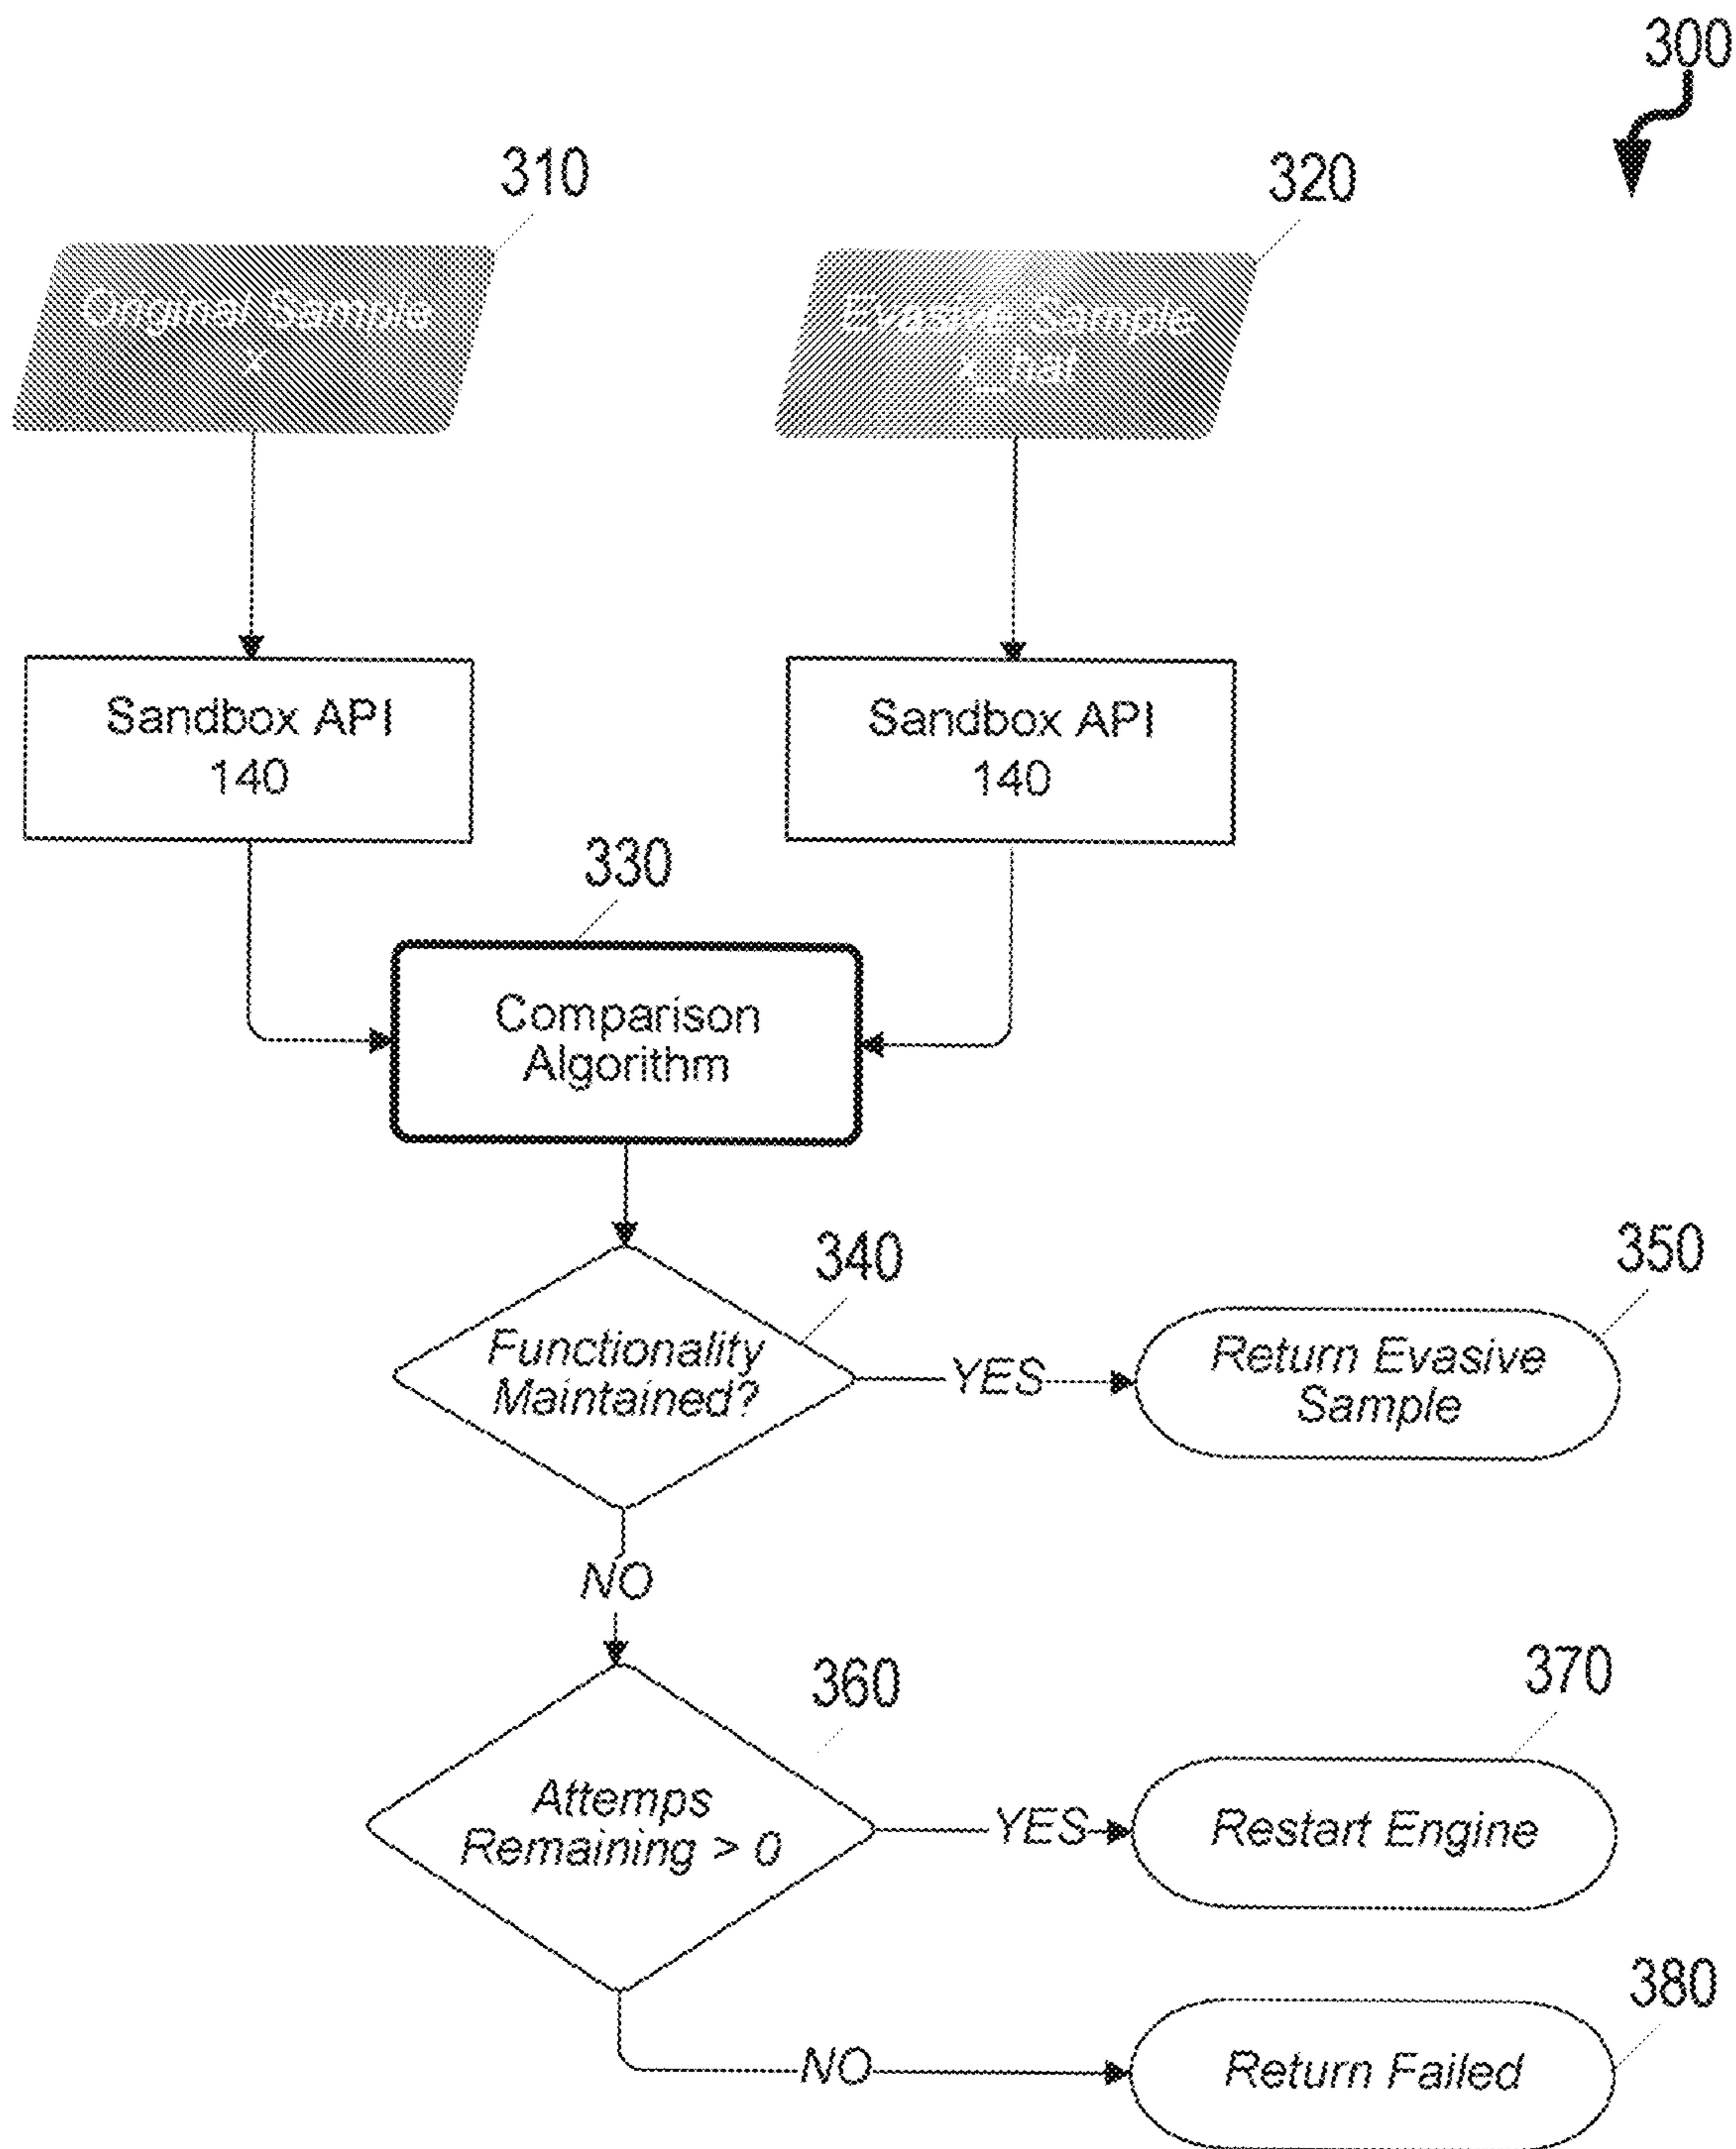 300
310
320
Original Sample
x
Evasive Sample
x_hat
Sandbox API
140
Sandbox API
140
330
Comparison
Algorithm
340
350
Functionality
Maintained?
YES
Return Evasive
Sample
NO
360
370
Attemps
Remaining > 0
YES
Restart Engine
380
NO
Return Failed